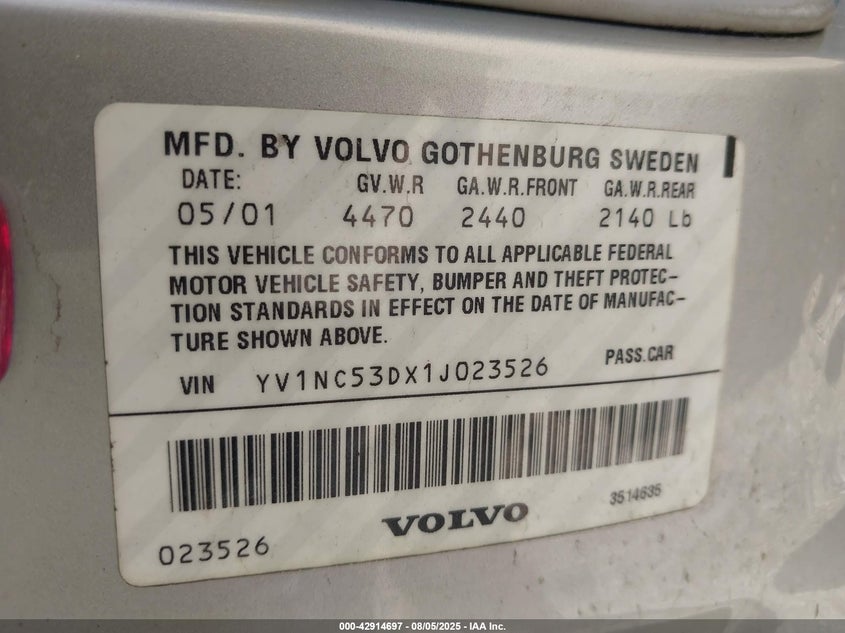 MFD. BY VOLVO GOTHENBURG SWEDEN
DATE: GV.W.R GA.W.R.FRONT GA.W.R.REAR
05/01 4470 2440 2140 Lb
THIS VEHICLE CONFORMS TO ALL APPLICABLE FEDERAL
MOTOR VEHICLE SAFETY, BUMPER AND THEFT PROTEC-
TION STANDARDS IN EFFECT ON THE DATE OF MANUFAC-
TURE SHOWN ABOVE.
VIN YV1NC53DX1J023526 PASS.CAR
3514635
VOLVO
023526
000-42914697 - 08/05/2025 - IAA Inc.